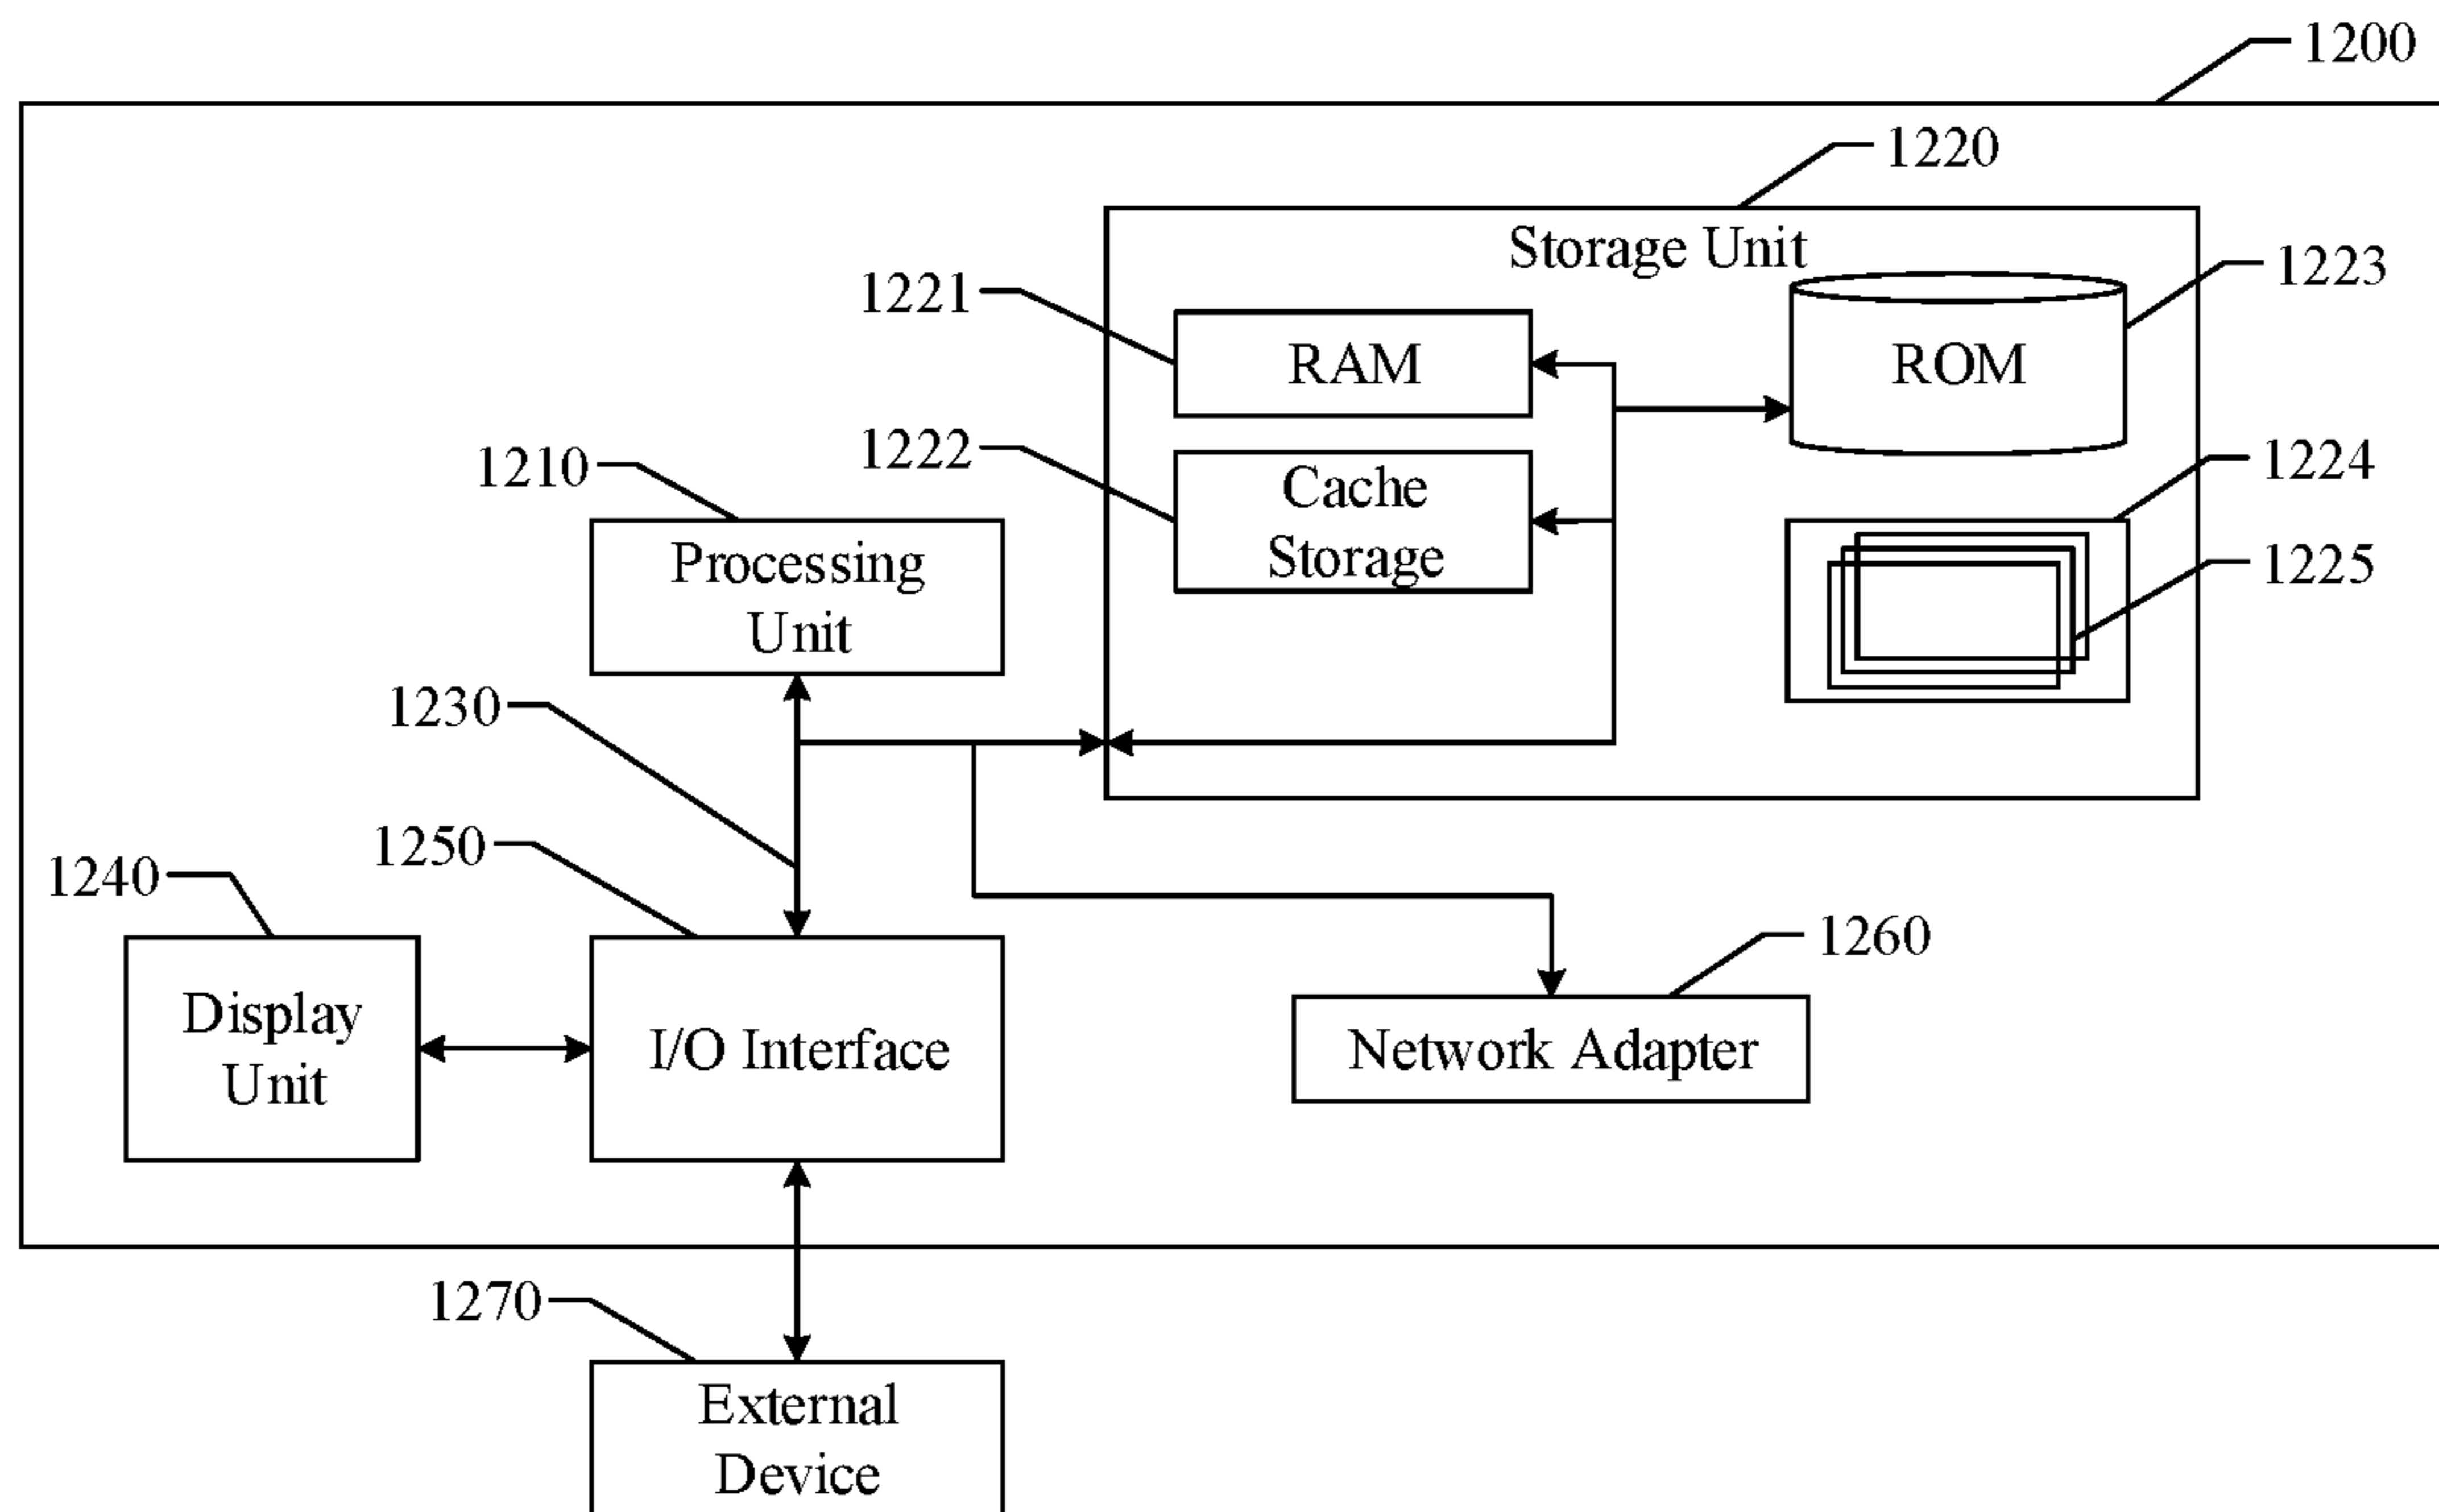 1200
1220
Storage Unit
1223
1221
RAM
ROM
1222
1224
1210
Cache
Storage
Processing
Unit
1225
1230
1250
1240
1260
Display
Unit
I/O Interface
Network Adapter
1270
External
Device